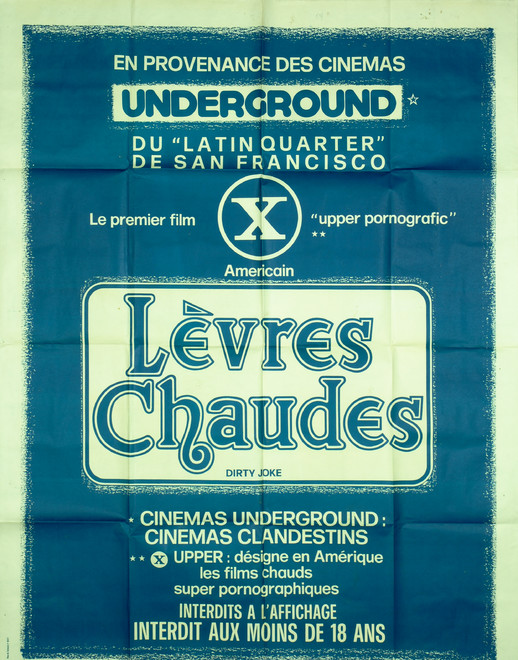 EN PROVENANCE DES CINEMAS
UNDERGROUND ☆
DU “LATIN QUARTER”
DE SAN FRANCISCO
Le premier film X “upper pornografic”
★★
Americain
Lèvres
Chaudes
DIRTY JOKE
★ CINEMAS UNDERGROUND :
CINEMAS CLANDESTINS
★★ X UPPER : désigne en Amérique
les films chauds
super pornographiques
INTERDITS A L'AFFICHAGE
INTERDIT AUX MOINS DE 18 ANS